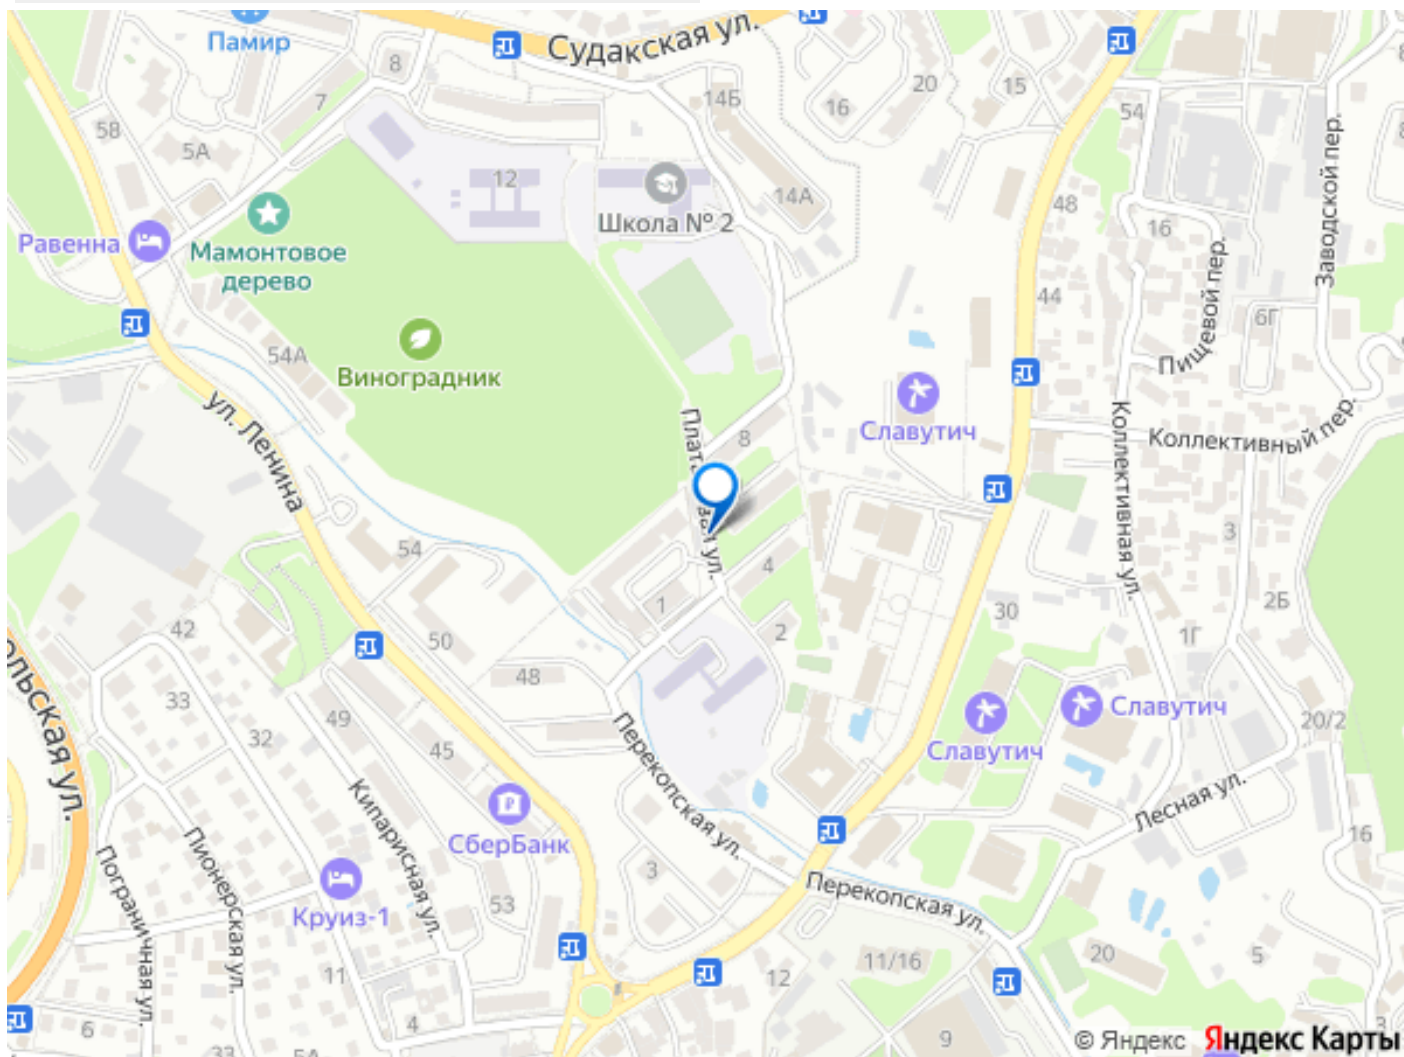 Памир
Судакская ул.
8
7
58
5А
14Б
16
20
15
54
Заводской пер.
12
Школа № 2
14А
48
16
Равенна
Мамонтовое
дерево
Пищевой пер.
44
6Г
54А
Виноградник
ул. Ленина
Славутич
Коллективный пер.
Коллективная ул.
8
3
54
4
1
2
30
2Б
1Г
42
50
48
33
32
49
45
Славутич
Славутич
20/2
Перекопская ул.
Кипарисная ул.
СберБанк
Лесная ул.
16
Пионерская ул.
Пограничная ул.
3
Круиз-1
53
Перекопская ул.
11
12
11/16
20
5
6
4
33
5А
9
© Яндекс Яндекс Карты